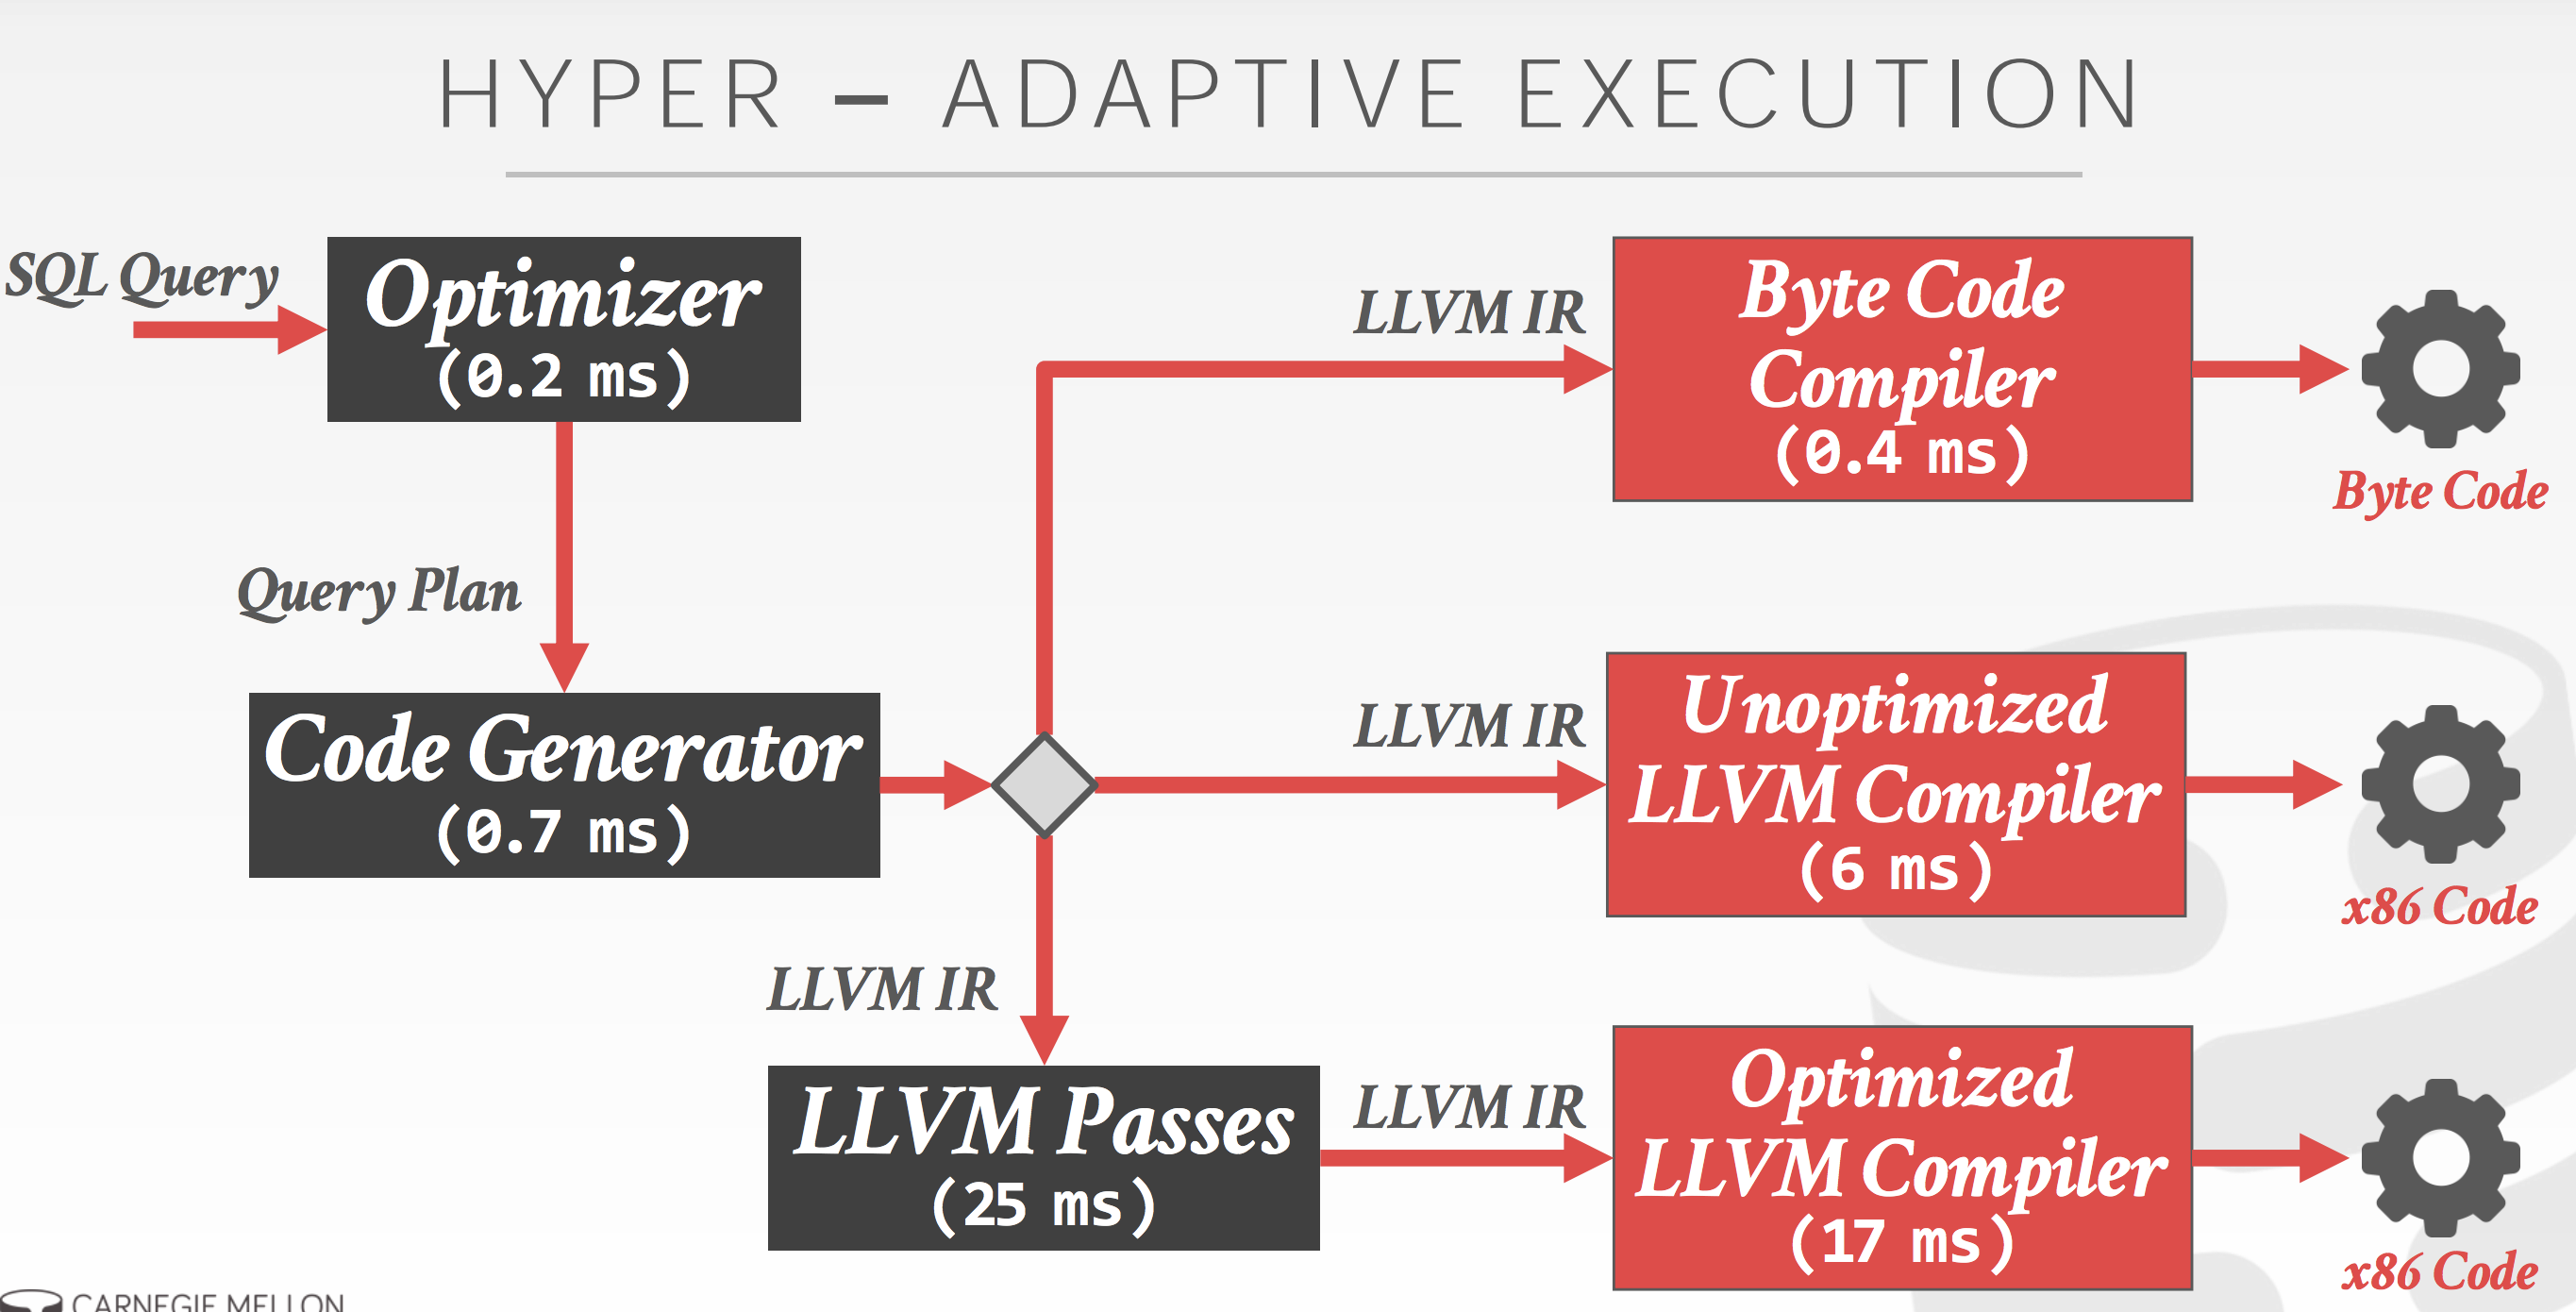 HYPER – ADAPTIVE EXECUTION
SQL Query
Optimizer
(0.2 ms)
Query Plan
Code Generator
(0.7 ms)
LLVM IR
Byte Code
Compiler
(0.4 ms)
Byte Code
LLVM IR
Unoptimized
LLVM Compiler
(6 ms)
x86 Code
LLVM IR
LLVM Passes
(25 ms)
LLVM IR
Optimized
LLVM Compiler
(17 ms)
x86 Code
CARNEGIE MELLON